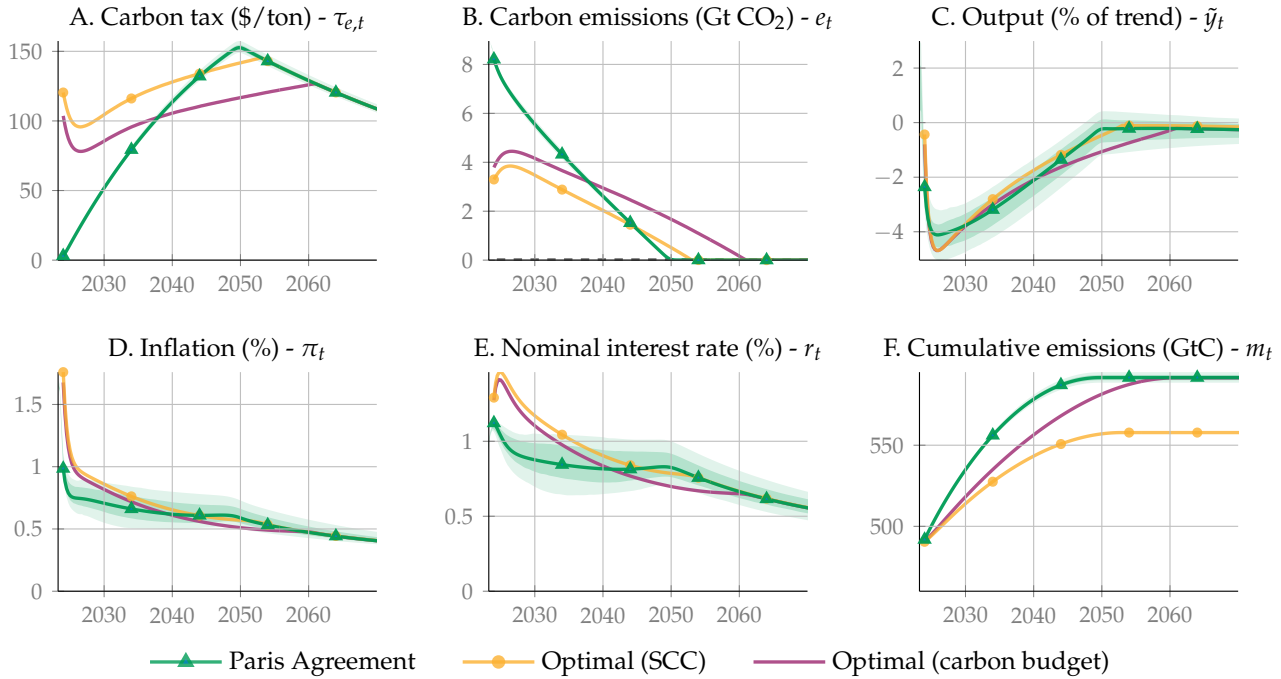 A. Carbon tax ($/ton) - τe,t
B. Carbon emissions (Gt CO₂) - et
C. Output (% of trend) - ỹt
150
100
50
0
2030 2040 2050 2060
8
6
4
2
0
2030 2040 2050 2060
2
0
−2
−4
2030 2040 2050 2060
D. Inflation (%) - πt
E. Nominal interest rate (%) - rt
F. Cumulative emissions (GtC) - mt
1.5
1
0.5
0
2030 2040 2050 2060
1
0.5
0
2030 2040 2050 2060
550
500
2030 2040 2050 2060
Paris Agreement Optimal (SCC) Optimal (carbon budget)